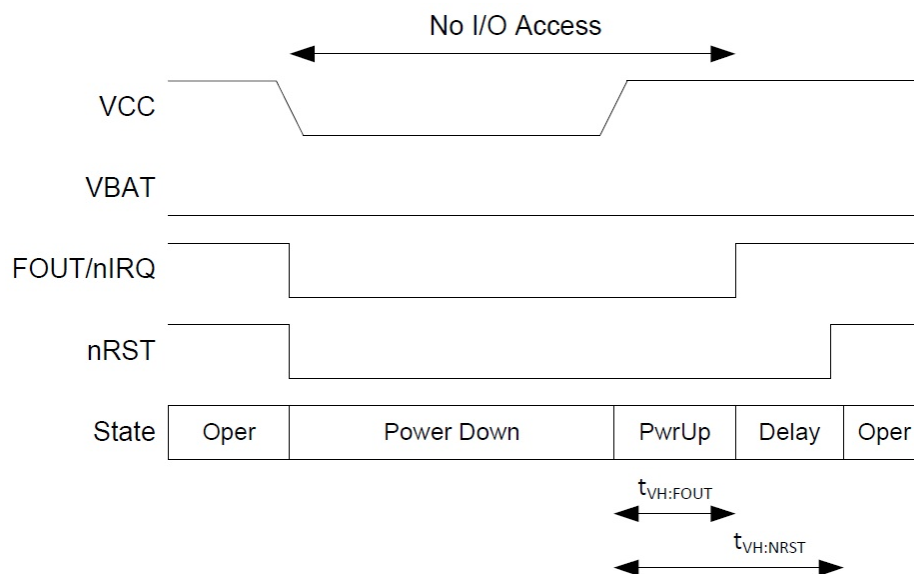 No I/O Access
VCC
VBAT
FOUT/nIRQ
nRST
State Oper Power Down PwrUp Delay Oper
tVH:FOUT
tVH:NRST